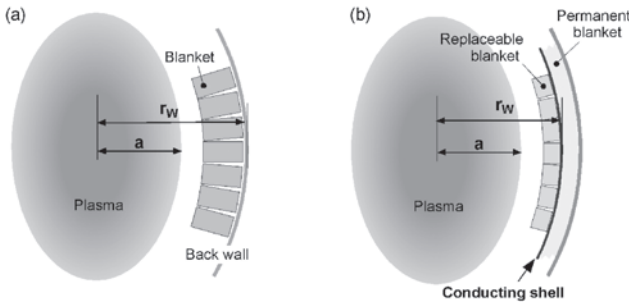 (a)
Blanket
r_W
a
Plasma
Back wall
(b)
Permanent
blanket
Replaceable
blanket
r_W
a
Plasma
Conducting shell